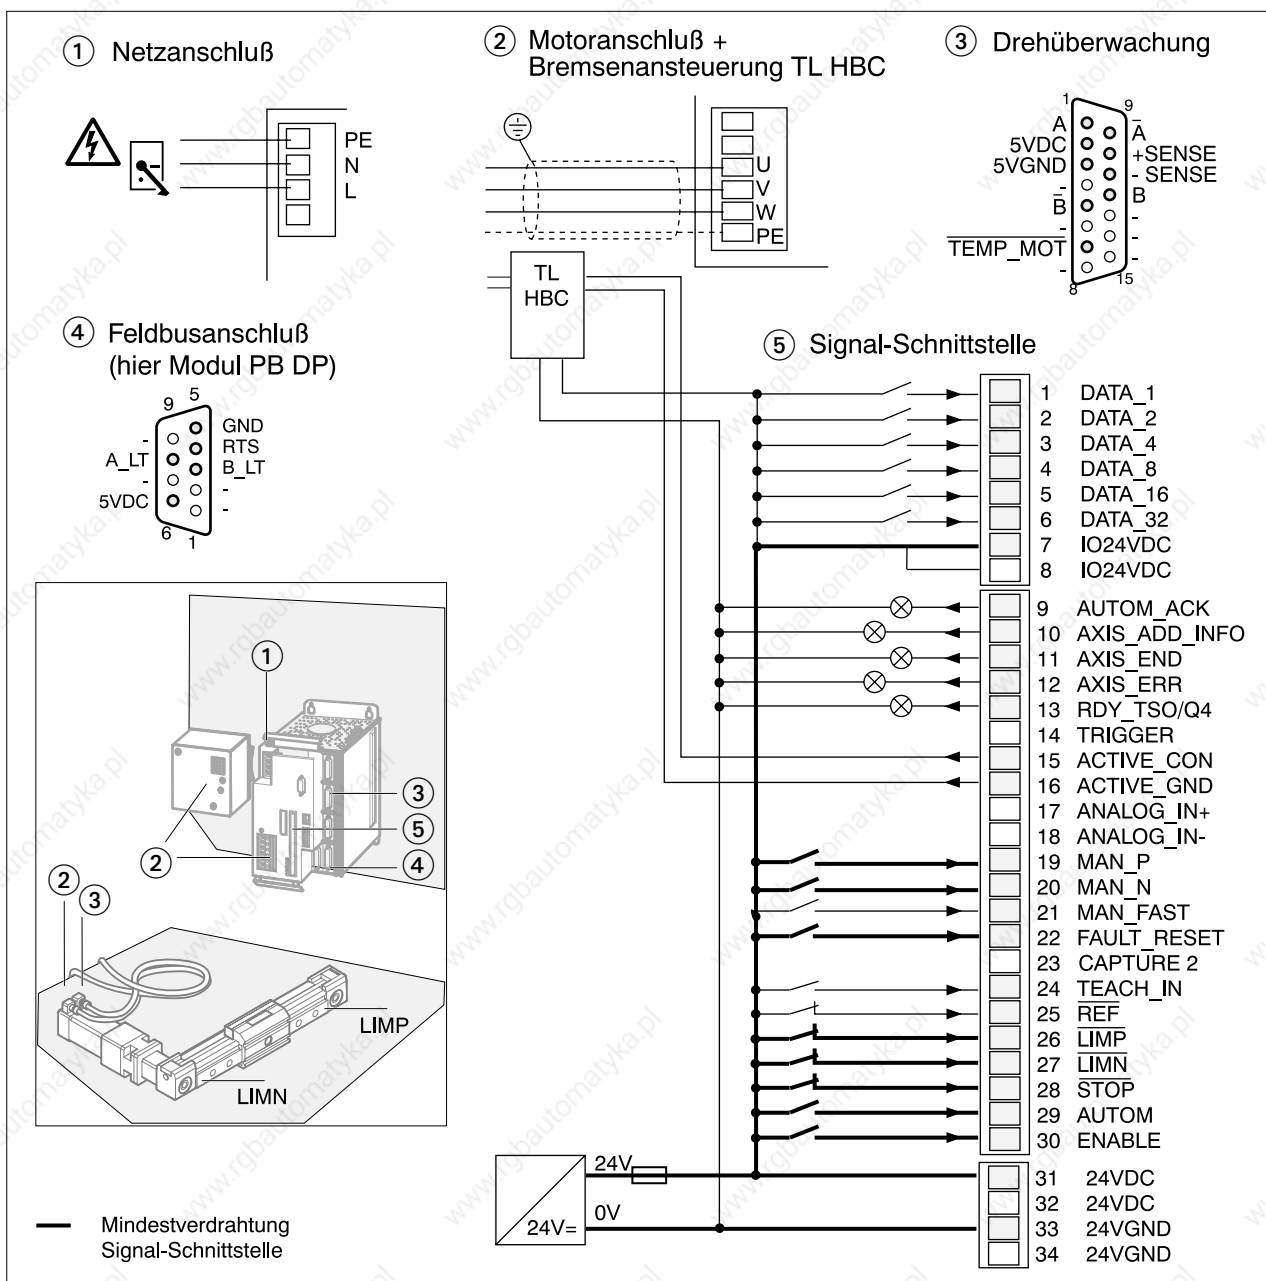 1 Netzanschluß
PE
N
L
2 Motoranschluß +
Bremsenansteuerung TL HBC
U
V
W
PE
TL
HBC
3 Drehüberwachung
1
9
A
A̅
5VDC
+SENSE
5VGND
- SENSE
-
B
B̅
-
-
T̅E̅M̅P̅_̅M̅O̅T̅
-
-
8
15
4 Feldbusanschluß
(hier Modul PB DP)
9 5
GND
-
RTS
A_LT
B_LT
-
5VDC
-
6
1
5 Signal-Schnittstelle
1 DATA_1
2 DATA_2
3 DATA_4
4 DATA_8
5 DATA_16
6 DATA_32
7 IO24VDC
8 IO24VDC
9 AUTOM_ACK
10 AXIS_ADD_INFO
11 AXIS_END
12 AXIS_ERR
13 RDY_TSO/Q4
14 TRIGGER
15 ACTIVE_CON
16 ACTIVE_GND
17 ANALOG_IN+
18 ANALOG_IN-
19 MAN_P
20 MAN_N
21 MAN_FAST
22 FAULT_RESET
23 CAPTURE 2
24 TEACH_IN
25 R̅E̅F̅
26 L̅I̅M̅P̅
27 L̅I̅M̅N̅
28 S̅T̅O̅P̅
29 AUTOM
30 ENABLE
31 24VDC
32 24VDC
33 24VGND
34 24VGND
24V
0V
24V=
1
3
5
4
2
2
3
LIMP
LIMN
Mindestverdrahtung
Signal-Schnittstelle
www.rgbautomatyka.pl